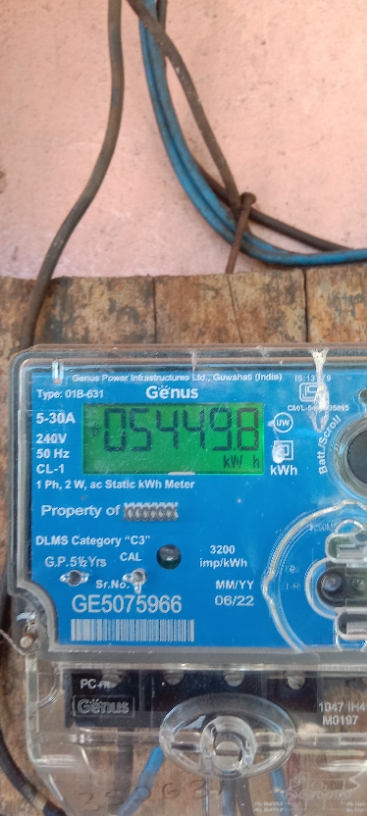 Genus Power Infrastructures Ltd., Guwahati (India)
Type: 01B-631
Genus
5-30A
240V
50 Hz
CL-1
054498
kW h
UW
kWh
Batt./Scroll
1 Ph, 2 W, ac Static kWh Meter
Property of
DLMS Category "C3"
G.P.5½Yrs
CAL
3200
imp/kWh
Sr.No.
MM/YY
GE5075966
06/22
Genus
M0197